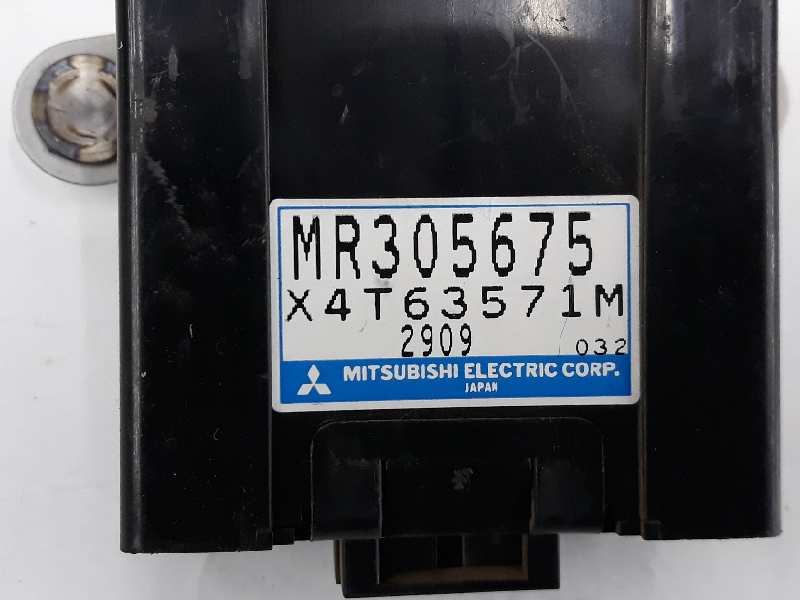 MR305675
X4T63571M
2909 032
MITSUBISHI ELECTRIC CORP.
JAPAN